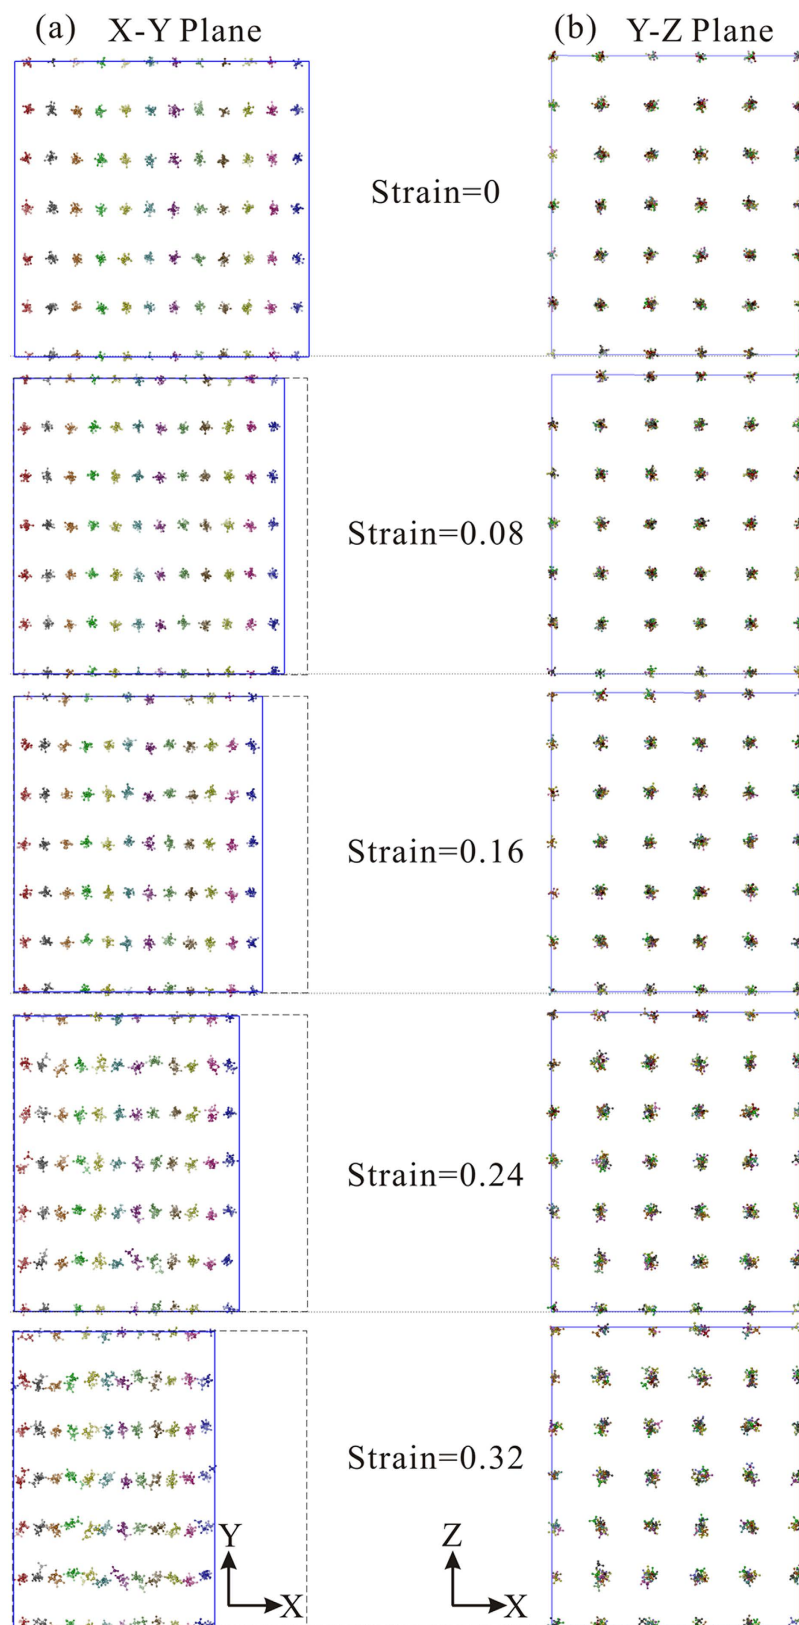 (a) X-Y Plane
(b) Y-Z Plane
Strain=0
Strain=0.08
Strain=0.16
Strain=0.24
Strain=0.32
Y
X
Z
X